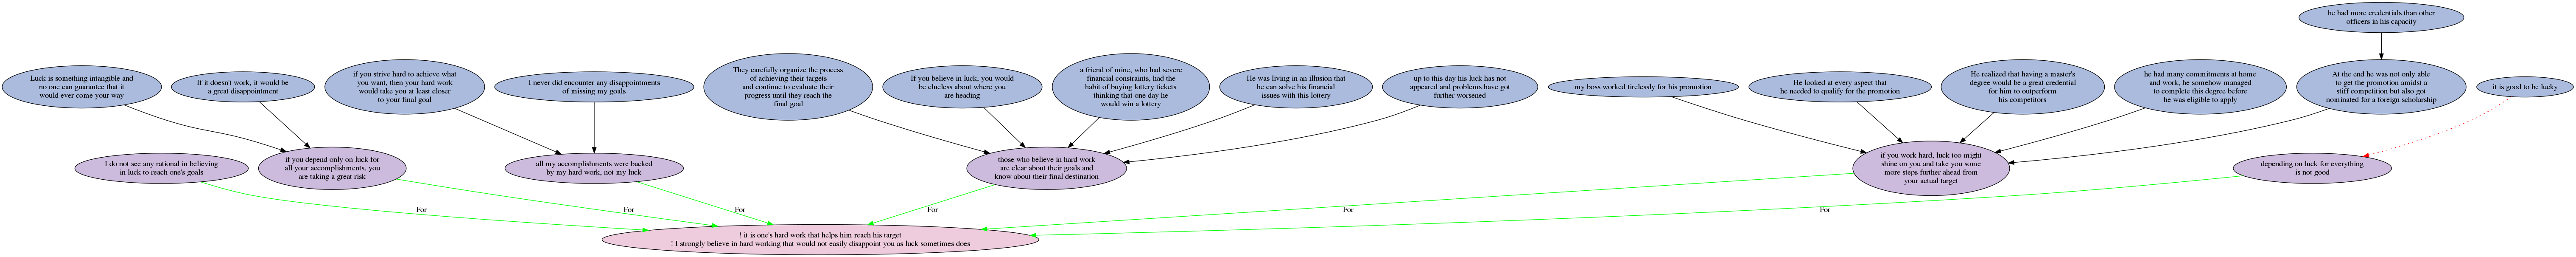 he had more credentials than other
officers in his capacity
Luck is something intangible and
no one can guarantee that it
would ever come your way
If it doesn't work, it would be
a great disappointment
if you strive hard to achieve what
you want, then your hard work
would take you at least closer
to your final goal
I never did encounter any disappointments
of missing my goals
They carefully organize the process
of achieving their targets
and continue to evaluate their
progress until they reach the
final goal
If you believe in luck, you would
be clueless about where you
are heading
a friend of mine, who had severe
financial constraints, had the
habit of buying lottery tickets
thinking that one day he
would win a lottery
He was living in an illusion that
he can solve his financial
issues with this lottery
up to this day his luck has not
appeared and problems have got
further worsened
my boss worked tirelessly for his promotion
He looked at every aspect that
he needed to qualify for the promotion
He realized that having a master's
degree would be a great credential
for him to outperform
his competitors
he had many commitments at home
and work, he somehow managed
to complete this degree before
he was eligible to apply
At the end he was not only able
to get the promotion amidst a
stiff competition but also got
nominated for a foreign scholarship
it is good to be lucky
I do not see any rational in believing
in luck to reach one's goals
if you depend only on luck for
all your accomplishments, you
are taking a great risk
all my accomplishments were backed
by my hard work, not my luck
those who believe in hard work
are clear about their goals and
know about their final destination
if you work hard, luck too might
shine on you and take you some
more steps further ahead from
your actual target
depending on luck for everything
is not good
For
For
For
For
For
For
! it is one's hard work that helps him reach his target
! I strongly believe in hard working that would not easily disappoint you as luck sometimes does